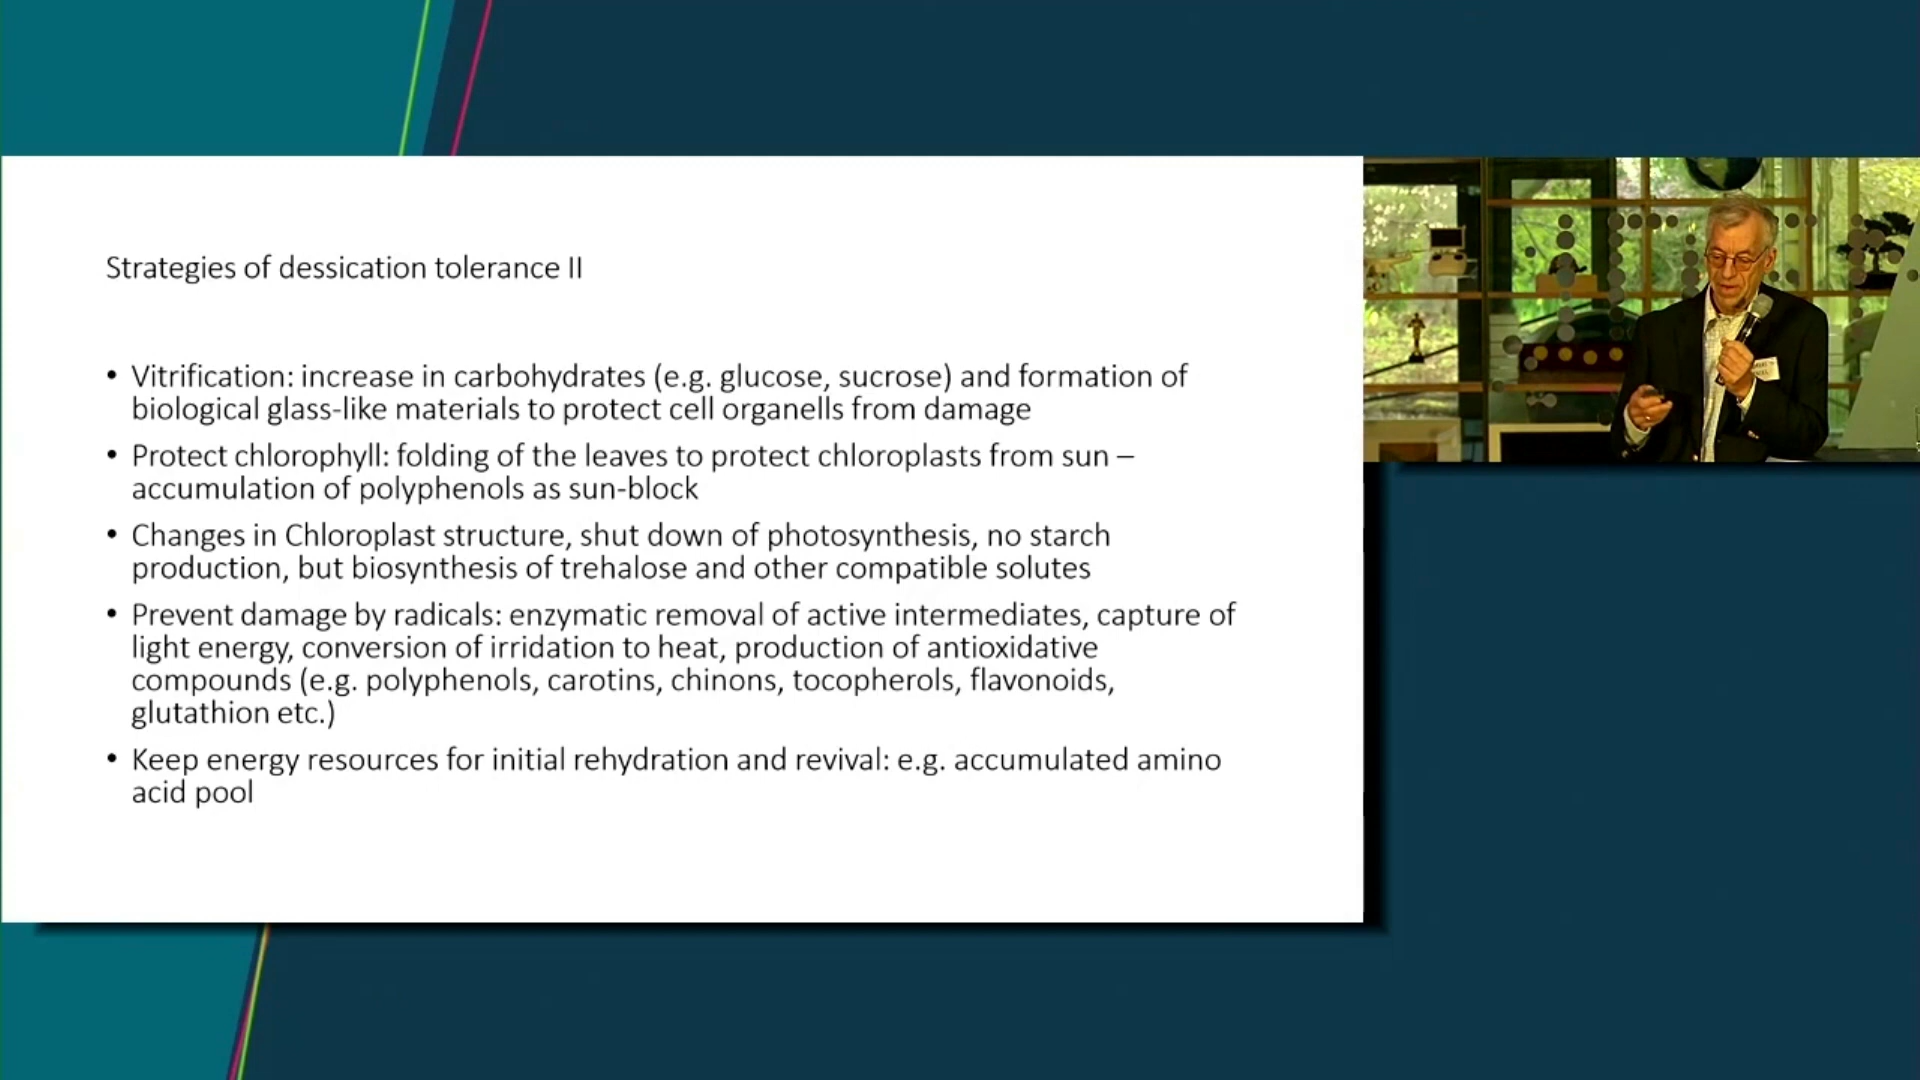 Strategies of dessication tolerance II
• Vitrification: increase in carbohydrates (e.g. glucose, sucrose) and formation of
biological glass-like materials to protect cell organells from damage
• Protect chlorophyll: folding of the leaves to protect chloroplasts from sun –
accumulation of polyphenols as sun-block
• Changes in Chloroplast structure, shut down of photosynthesis, no starch
production, but biosynthesis of trehalose and other compatible solutes
• Prevent damage by radicals: enzymatic removal of active intermediates, capture of
light energy, conversion of irridation to heat, production of antioxidative
compounds (e.g. polyphenols, carotins, chinons, tocopherols, flavonoids,
glutathion etc.)
• Keep energy resources for initial rehydration and revival: e.g. accumulated amino
acid pool